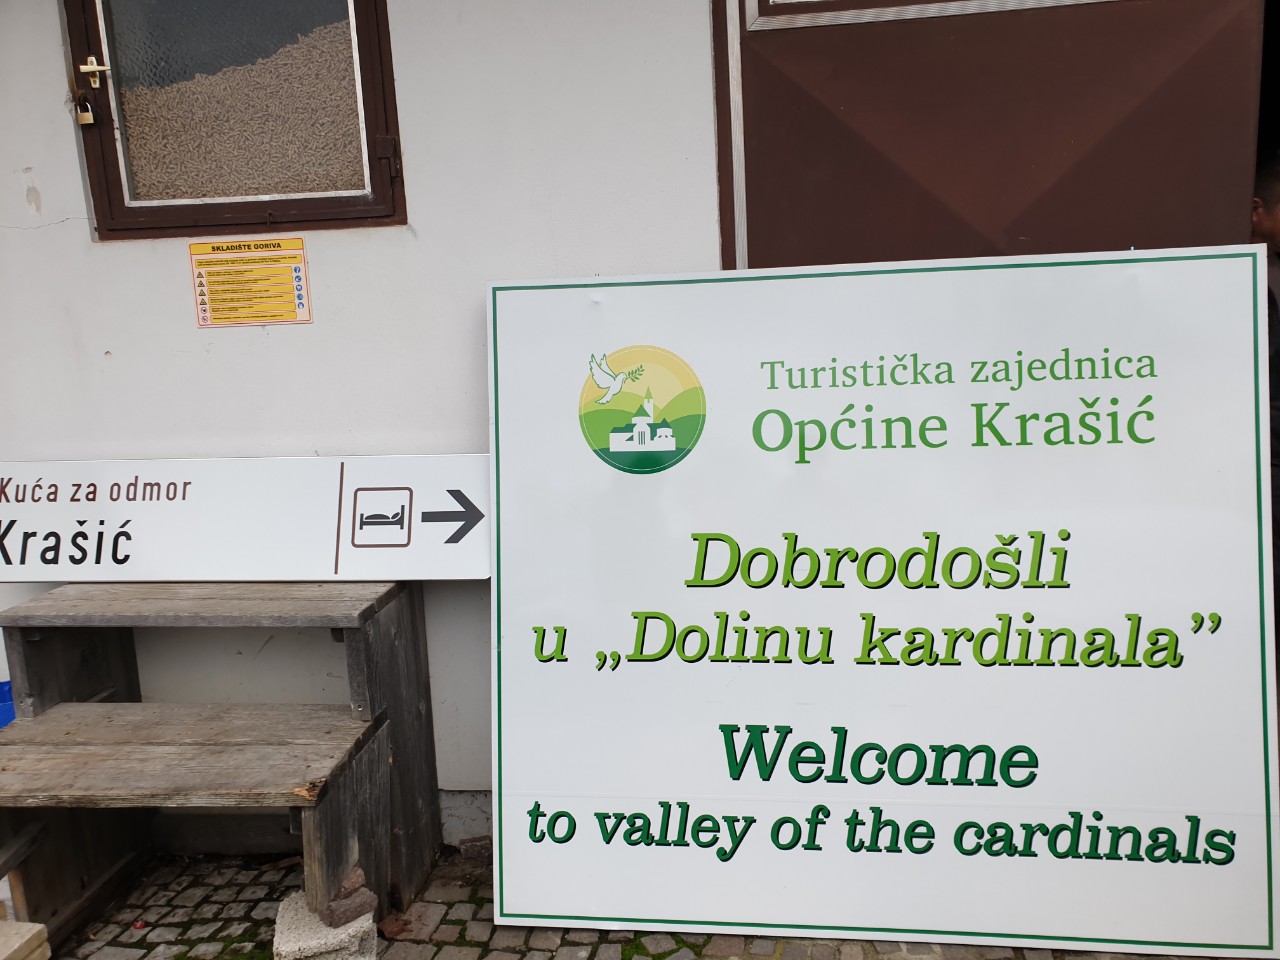 SKLADIŠTE GORIVA
Kuća za odmor
Krašić
Turistička zajednica
Općine Krašić
Dobrodošli
u „Dolinu kardinala”
Welcome
to valley of the cardinals